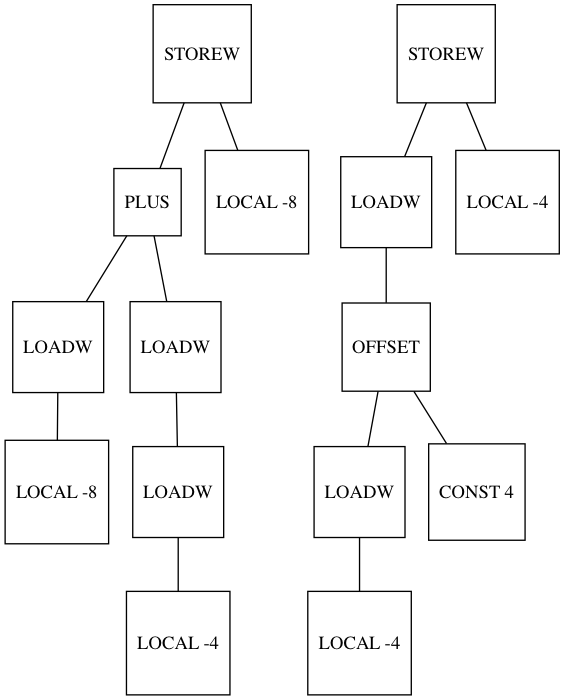 STOREW
STOREW
PLUS
LOCAL -8
LOADW
LOCAL -4
LOADW
LOADW
OFFSET
LOCAL -8
LOADW
LOADW
CONST 4
LOCAL -4
LOCAL -4